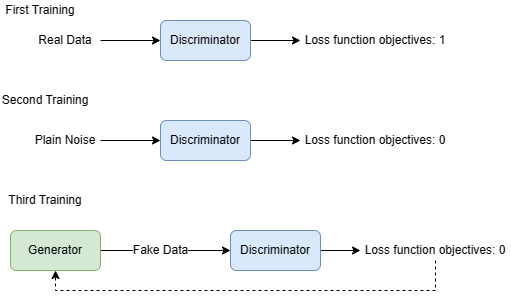 First Training
Real Data Discriminator Loss function objectives: 1
Second Training
Plain Noise Discriminator Loss function objectives: 0
Third Training
Generator Fake Data Discriminator Loss function objectives: 0